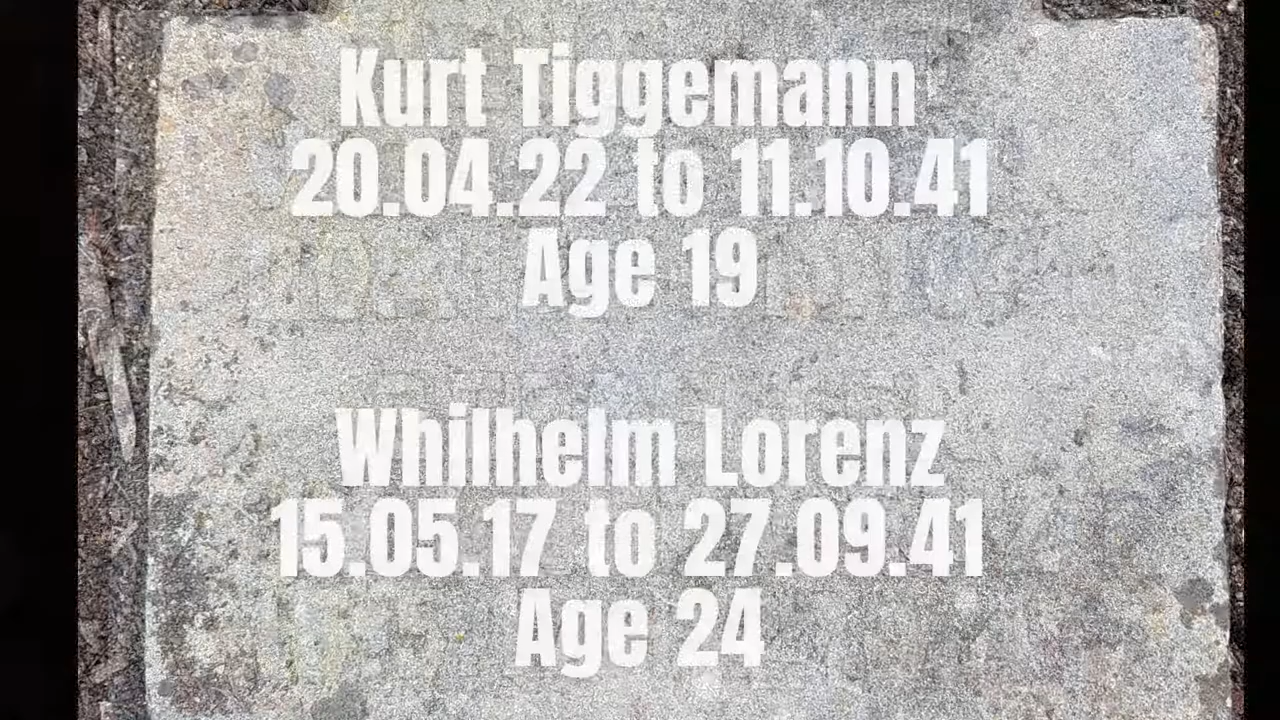 Kurt Tiggemann
20.04.22 to 11.10.41
Age 19
Whilhelm Lorenz
15.05.17 to 27.09.41
Age 24